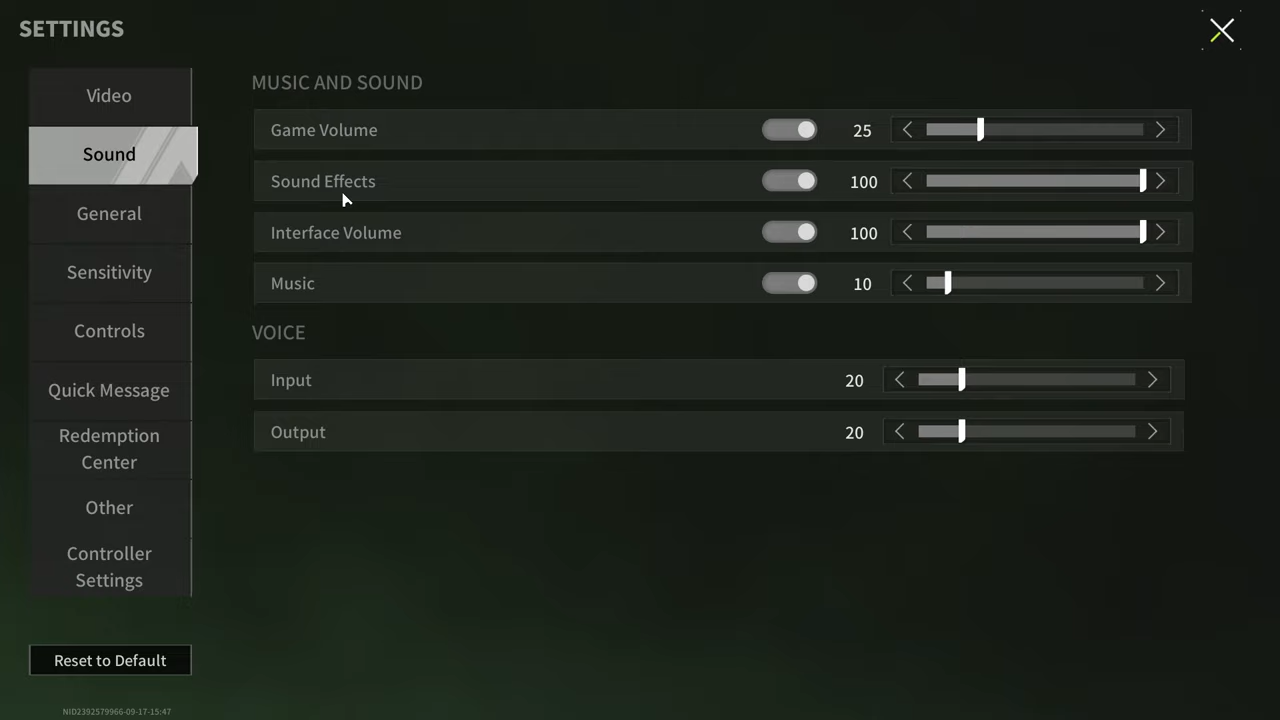 SETTINGS
Video
Sound
General
Sensitivity
Controls
Quick Message
Redemption
Center
Other
Controller
Settings
Reset to Default
NID2392579966-09-17-15:47
MUSIC AND SOUND
Game Volume 25
Sound Effects 100
Interface Volume 100
Music 10
VOICE
Input 20
Output 20